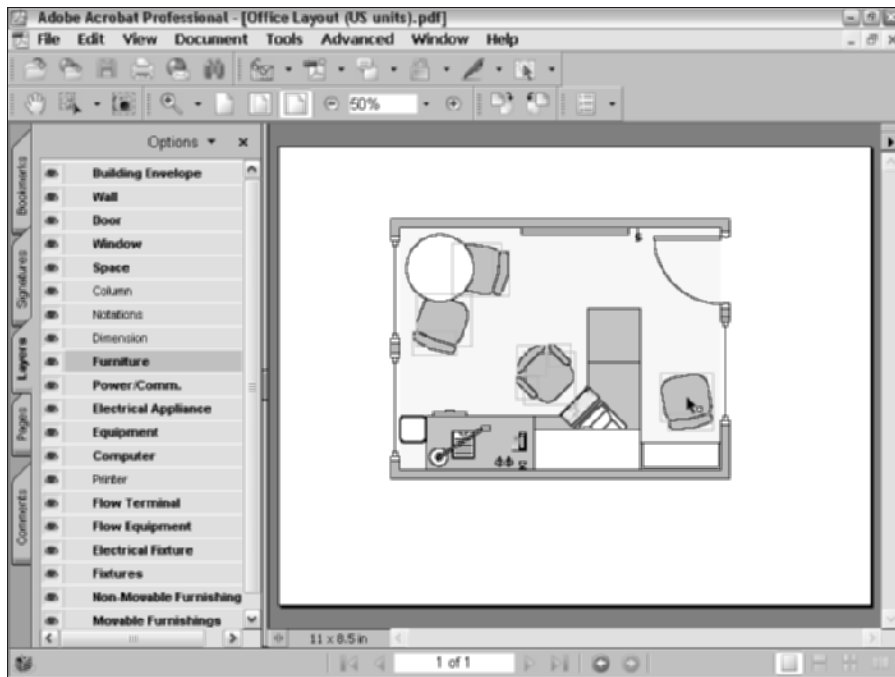 Adobe Acrobat Professional - [Office Layout (US units).pdf]
File Edit View Document Tools Advanced Window Help
50%
Options
Bookmarks
Signatures
Layers
Pages
Comments
Building Envelope
Wall
Door
Window
Space
Column
Notations
Dimension
Furniture
Power/Comm.
Electrical Appliance
Equipment
Computer
Printer
Flow Terminal
Flow Equipment
Electrical Fixture
Fixtures
Non-Movable Furnishing
Movable Furnishings
11 x 8.5 in
1 of 1